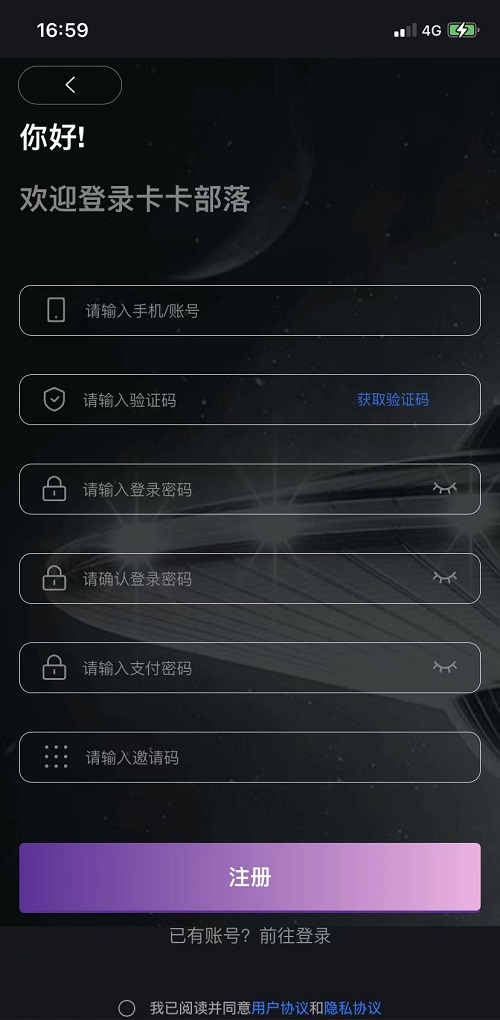 16:59
4G
你好!
欢迎登录卡卡部落
请输入手机/账号
请输入验证码 获取验证码
请输入登录密码
请确认登录密码
请输入支付密码
请输入邀请码
注册
已有账号？前往登录
我已阅读并同意用户协议和隐私协议